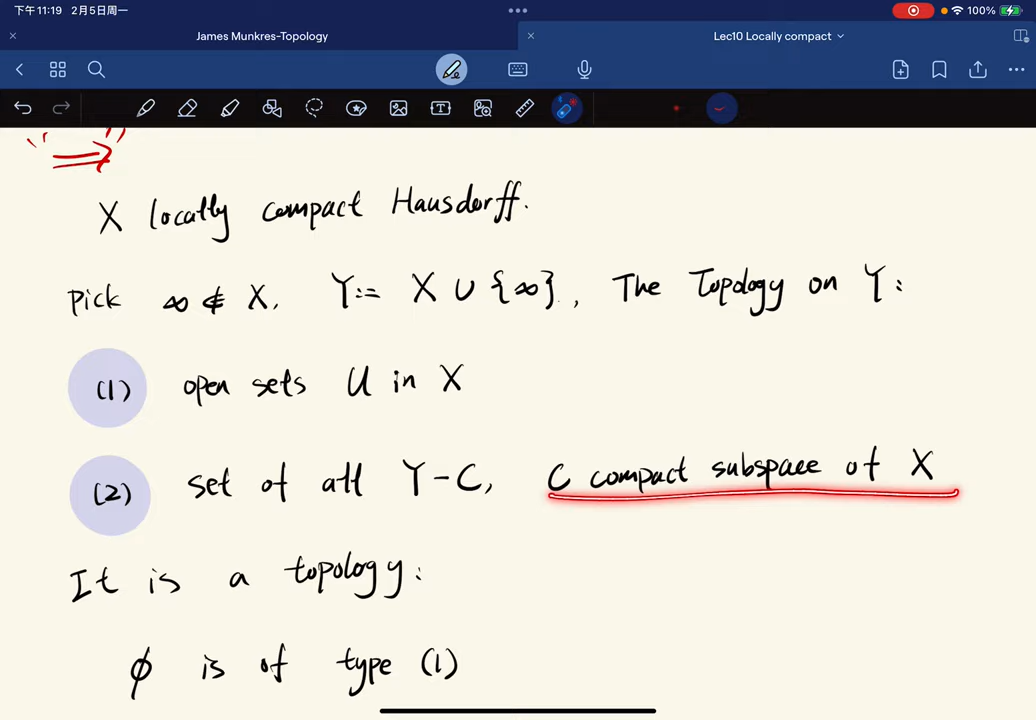 下午11:19 2月5日周一
100%
James Munkres-Topology
Lec10 Locally compact
X locally compact Hausdorff.
Pick ∞ ∉ X, Y:= X ∪ {∞}, The Topology on Y:
(1) open sets U in X
(2) set of all Y-C, C compact subspace of X
It is a topology:
∅ is of type (1)